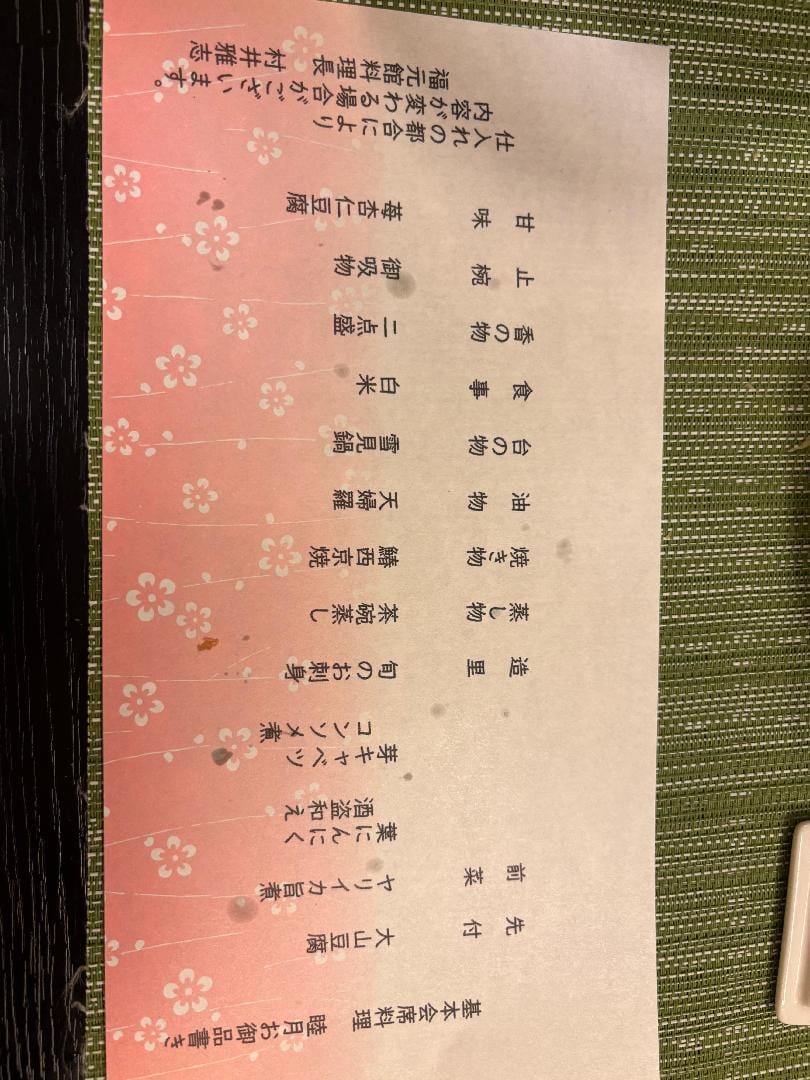 基本会席料理 睦月お御品書き
先付 大山豆腐
前菜 ヤリイカ旨煮
葉にんにく
酒盗和え
芽キャベツ
コンソメ煮
造里 旬のお刺身
蒸し物 茶碗蒸し
焼き物 鰆西京焼
油物 天婦羅
台の物 雪見鍋
食事 白米
香の物 二点盛
止椀 御吸物
甘味 苺杏仁豆腐
仕入れの都合により
内容が変わる場合がございます。
福元館料理長 村井雅志